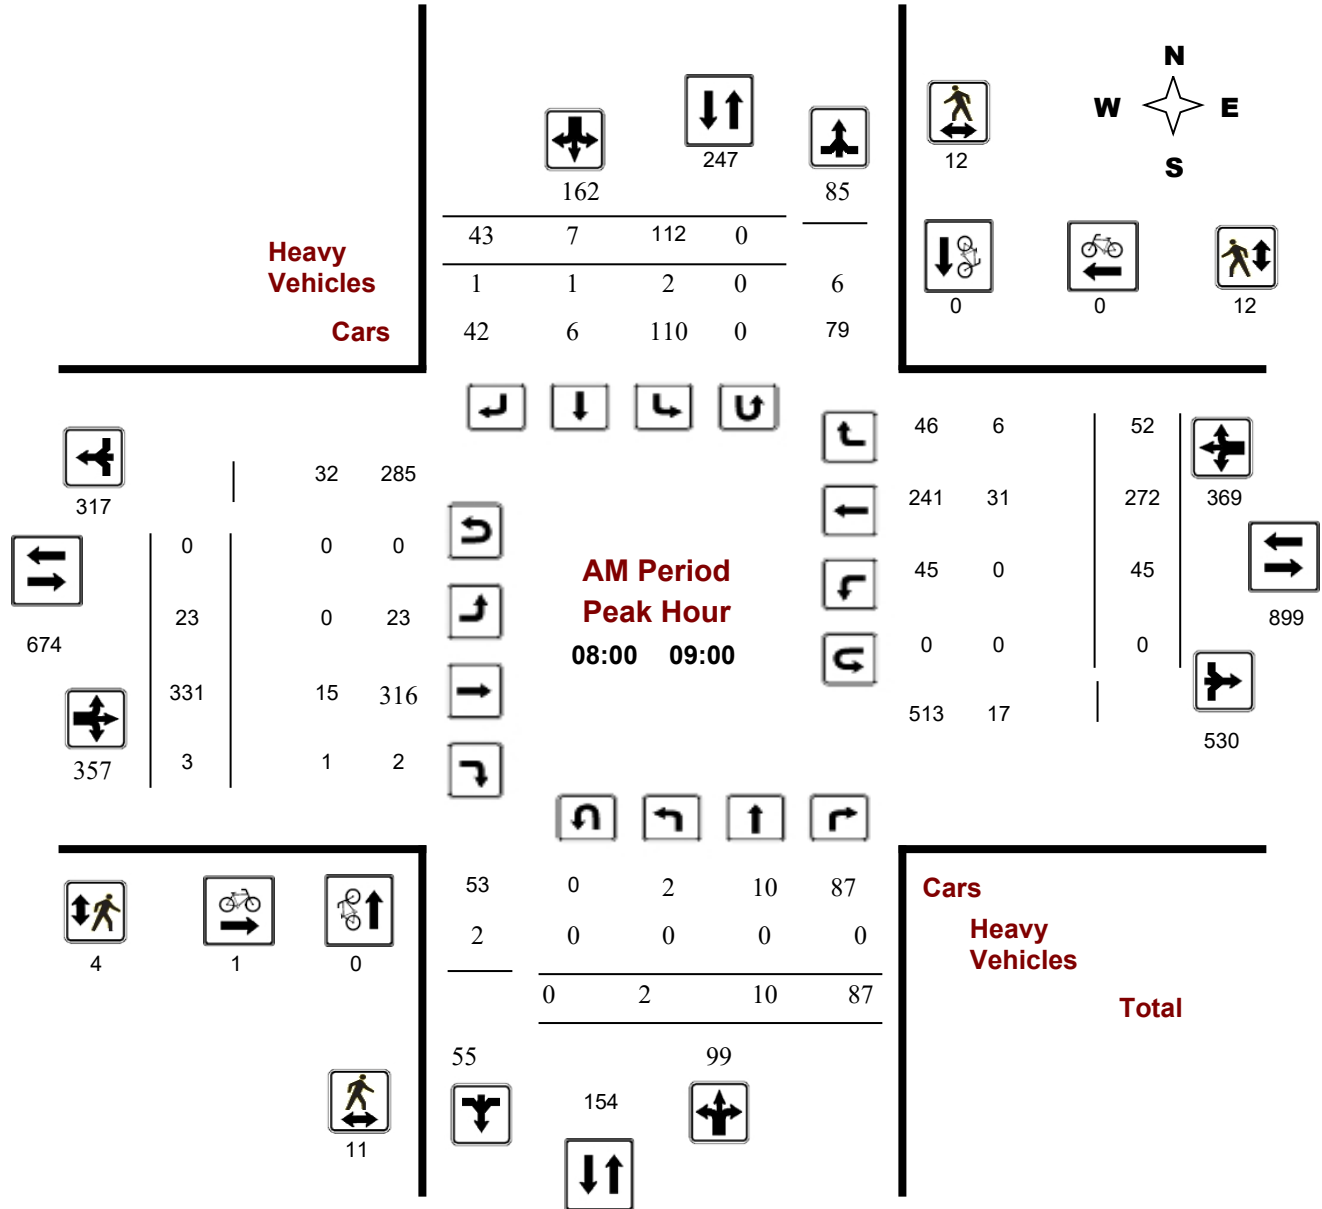 N
W E
S
247
12
162 85
43 7 112 0
Heavy
Vehicles
1 1 2 0 6
0 0 12
Cars
42 6 110 0 79
46 6 52
32 285
317
241 31 272 369
0 0 0
AM Period
45 0 45
Peak Hour
23 0 23
899
674
08:00 09:00
0 0 0
331 15 316
513 17
530
357 3 1 2
53 0 2 10 87
Cars
2 0 0 0 0
Heavy
Vehicles
4 1 0
0 2 10 87
Total
55 99
154
11